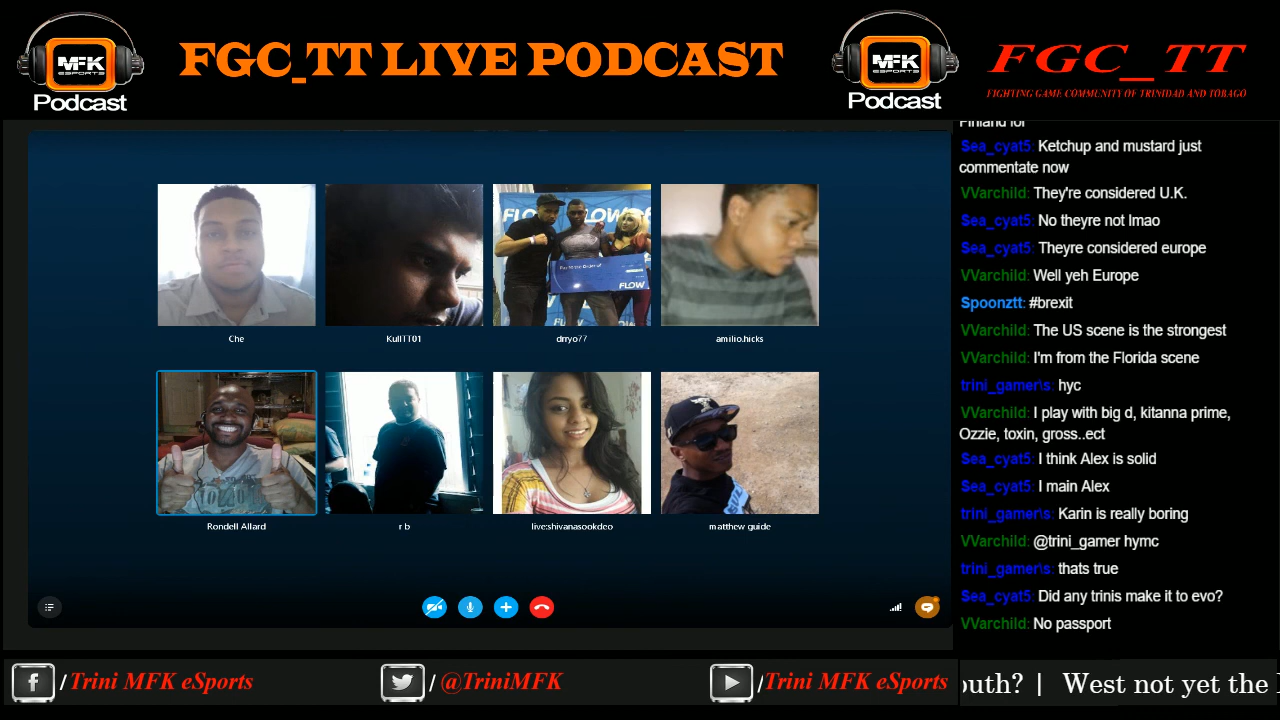 MFK
ESPORTS
Podcast
FGC_TT LIVE PODCAST
MFK
ESPORTS
Podcast
FGC_TT
FIGHTING GAME COMMUNITY OF TRINIDAD AND TOBAGO
Finland for
Sea_cyat5: Ketchup and mustard just
commentate now
VVarchild: They're considered U.K.
Sea_cyat5: No theyre not lmao
Sea_cyat5: Theyre considered europe
VVarchild: Well yeh Europe
Spoonztt: #brexit
VVarchild: The US scene is the strongest
VVarchild: I'm from the Florida scene
trini_gamer\s: hyc
VVarchild: I play with big d, kitanna prime,
Ozzie, toxin, gross..ect
Sea_cyat5: I think Alex is solid
Sea_cyat5: I main Alex
trini_gamer\s: Karin is really boring
VVarchild: @trini_gamer hymc
trini_gamer\s: thats true
Sea_cyat5: Did any trinis make it to evo?
VVarchild: No passport
FLOW
FLOW
Che
KullTT01
drryo77
amilio.hicks
Rondell Allard
r b
live:shivanasookdeo
matthew guide
/Trini MFK eSports
/ @TriniMFK
/Trini MFK eSports
outh? | West not yet the